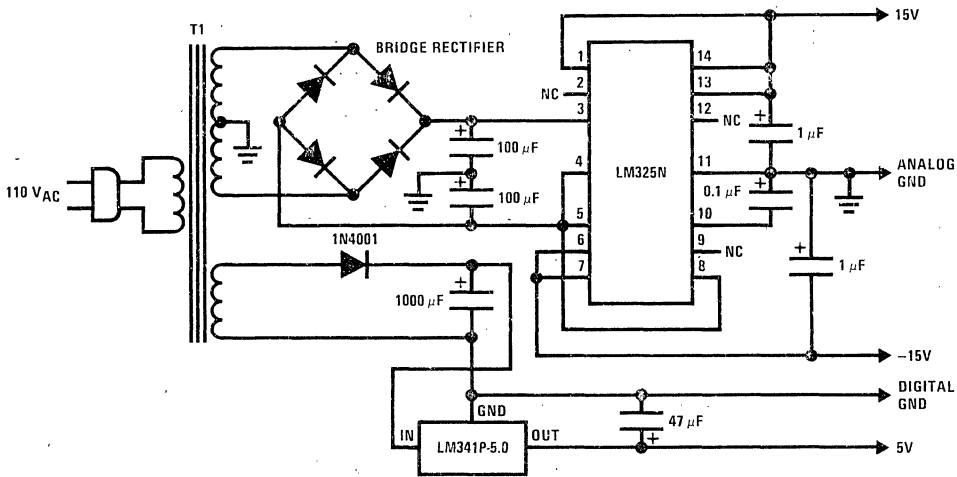 T1
BRIDGE RECTIFIER
110 VAC
1N4001
+
100 µF
+
100 µF
+
1000 µF
LM325N
1
2
3
4
5
6
7
14
13
12
11
10
9
8
NC
NC
NC
+
1 µF
+
0.1 µF
+
1 µF
15V
ANALOG
GND
–15V
DIGITAL
GND
5V
GND
IN
LM341P-5.0
OUT
47 µF
+